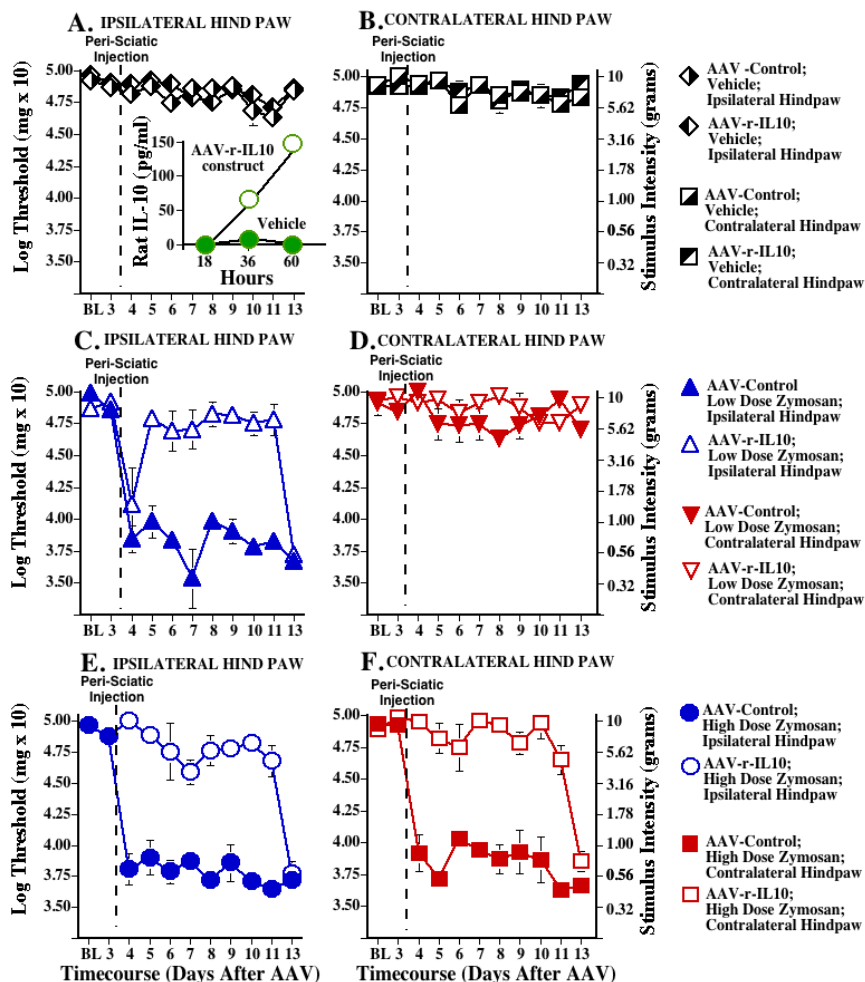 A. IPSILATERAL HIND PAW
Peri-Sciatic
Injection
Log Threshold (mg x 10)
5.00
4.75
4.50
4.25
4.00
3.75
3.50
BL 3 4 5 6 7 8 9 10 11 13
Rat IL-10 (pg/ml)
150
100
50
0
AAV-r-IL10
construct
Vehicle
18 36 60
Hours
B. CONTRALATERAL HIND PAW
Peri-Sciatic
Injection
5.00
4.75
4.50
4.25
4.00
3.75
3.50
BL 3 4 5 6 7 8 9 10 11 13
10
5.62
3.16
1.78
1.00
0.56
0.32
Stimulus Intensity (grams)
AAV -Control;
Vehicle;
Ipsilateral Hindpaw
AAV-r-IL10;
Vehicle;
Ipsilateral Hindpaw
AAV-Control;
Vehicle;
Contralateral Hindpaw
AAV-r-IL10;
Vehicle;
Contralateral Hindpaw
C. IPSILATERAL HIND PAW
Peri-Sciatic
Injection
Log Threshold (mg x 10)
5.00
4.75
4.50
4.25
4.00
3.75
3.50
BL 3 4 5 6 7 8 9 10 11 13
D. CONTRALATERAL HIND PAW
Peri-Sciatic
Injection
5.00
4.75
4.50
4.25
4.00
3.75
3.50
BL 3 4 5 6 7 8 9 10 11 13
10
5.62
3.16
1.78
1.00
0.56
0.32
Stimulus Intensity (grams)
AAV-Control
Low Dose Zymosan;
Ipsilateral Hindpaw
AAV-r-IL10;
Low Dose Zymosan;
Ipsilateral Hindpaw
AAV-Control;
Low Dose Zymosan;
Contralateral Hindpaw
AAV-r-IL10;
Low Dose Zymosan;
Contralateral Hindpaw
E. IPSILATERAL HIND PAW
Peri-Sciatic
Injection
Log Threshold (mg x 10)
5.00
4.75
4.50
4.25
4.00
3.75
3.50
BL 3 4 5 6 7 8 9 10 11 13
Timecourse (Days After AAV)
F. CONTRALATERAL HIND PAW
Peri-Sciatic
Injection
5.00
4.75
4.50
4.25
4.00
3.75
3.50
BL 3 4 5 6 7 8 9 10 11 13
Timecourse (Days After AAV)
10
5.62
3.16
1.78
1.00
0.56
0.32
Stimulus Intensity (grams)
AAV-Control;
High Dose Zymosan;
Ipsilateral Hindpaw
AAV-r-IL10;
High Dose Zymosan;
Ipsilateral Hindpaw
AAV-Control;
High Dose Zymosan;
Contralateral Hindpaw
AAV-r-IL10;
High Dose Zymosan;
Contralateral Hindpaw